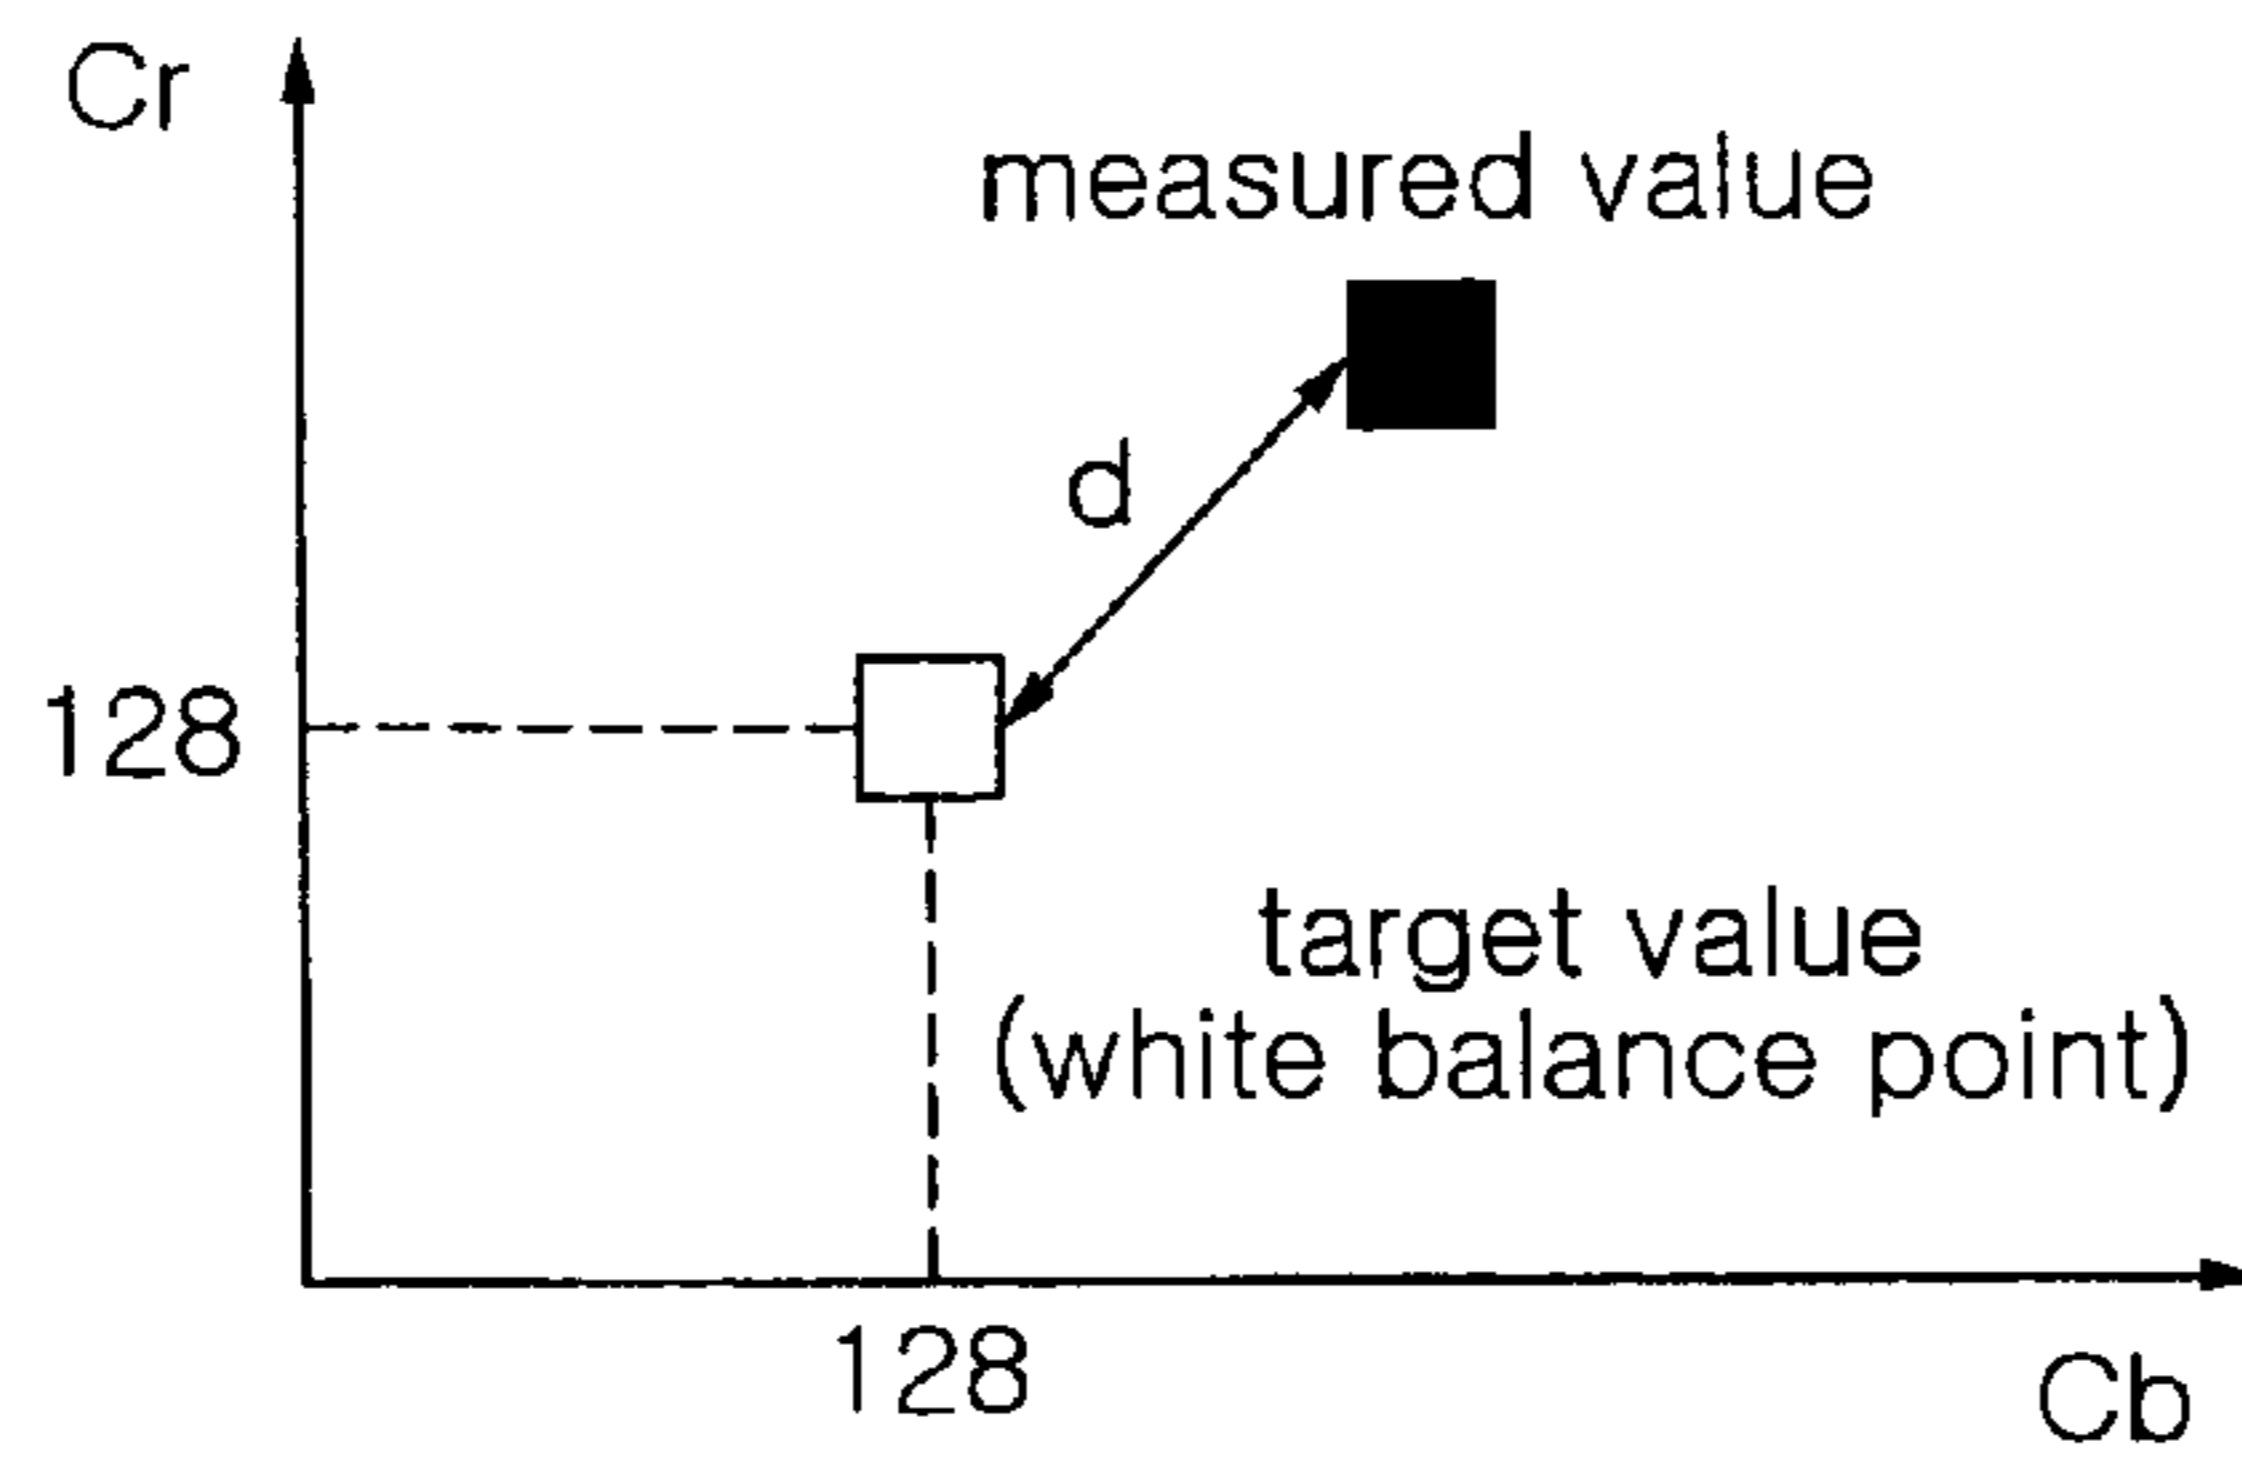 Cr
measured value
d
128
target value
(white balance point)
128
Cb